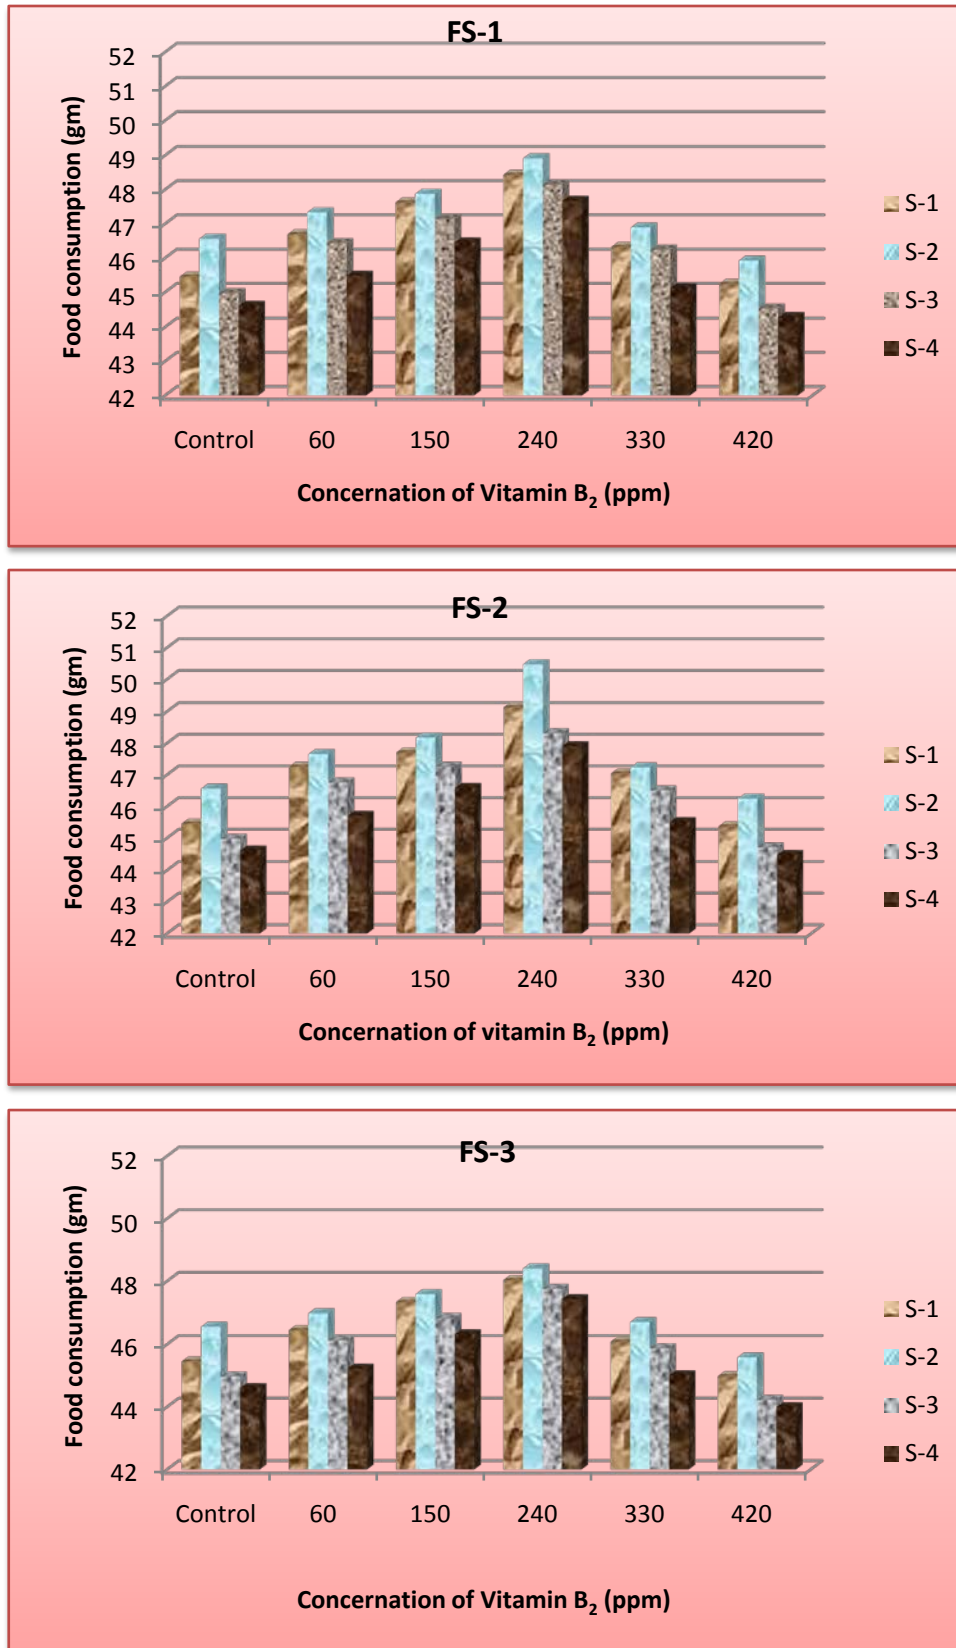 FS-1
52
51
50
49
48
47
46
45
44
43
42
Food consumption (gm)
Control 60 150 240 330 420
Concernation of Vitamin B₂ (ppm)
S-1
S-2
S-3
S-4
FS-2
52
51
50
49
48
47
46
45
44
43
42
Food consumption (gm)
Control 60 150 240 330 420
Concernation of vitamin B₂ (ppm)
S-1
S-2
S-3
S-4
FS-3
52
50
48
46
44
42
Food consumption (gm)
Control 60 150 240 330 420
Concernation of Vitamin B₂ (ppm)
S-1
S-2
S-3
S-4